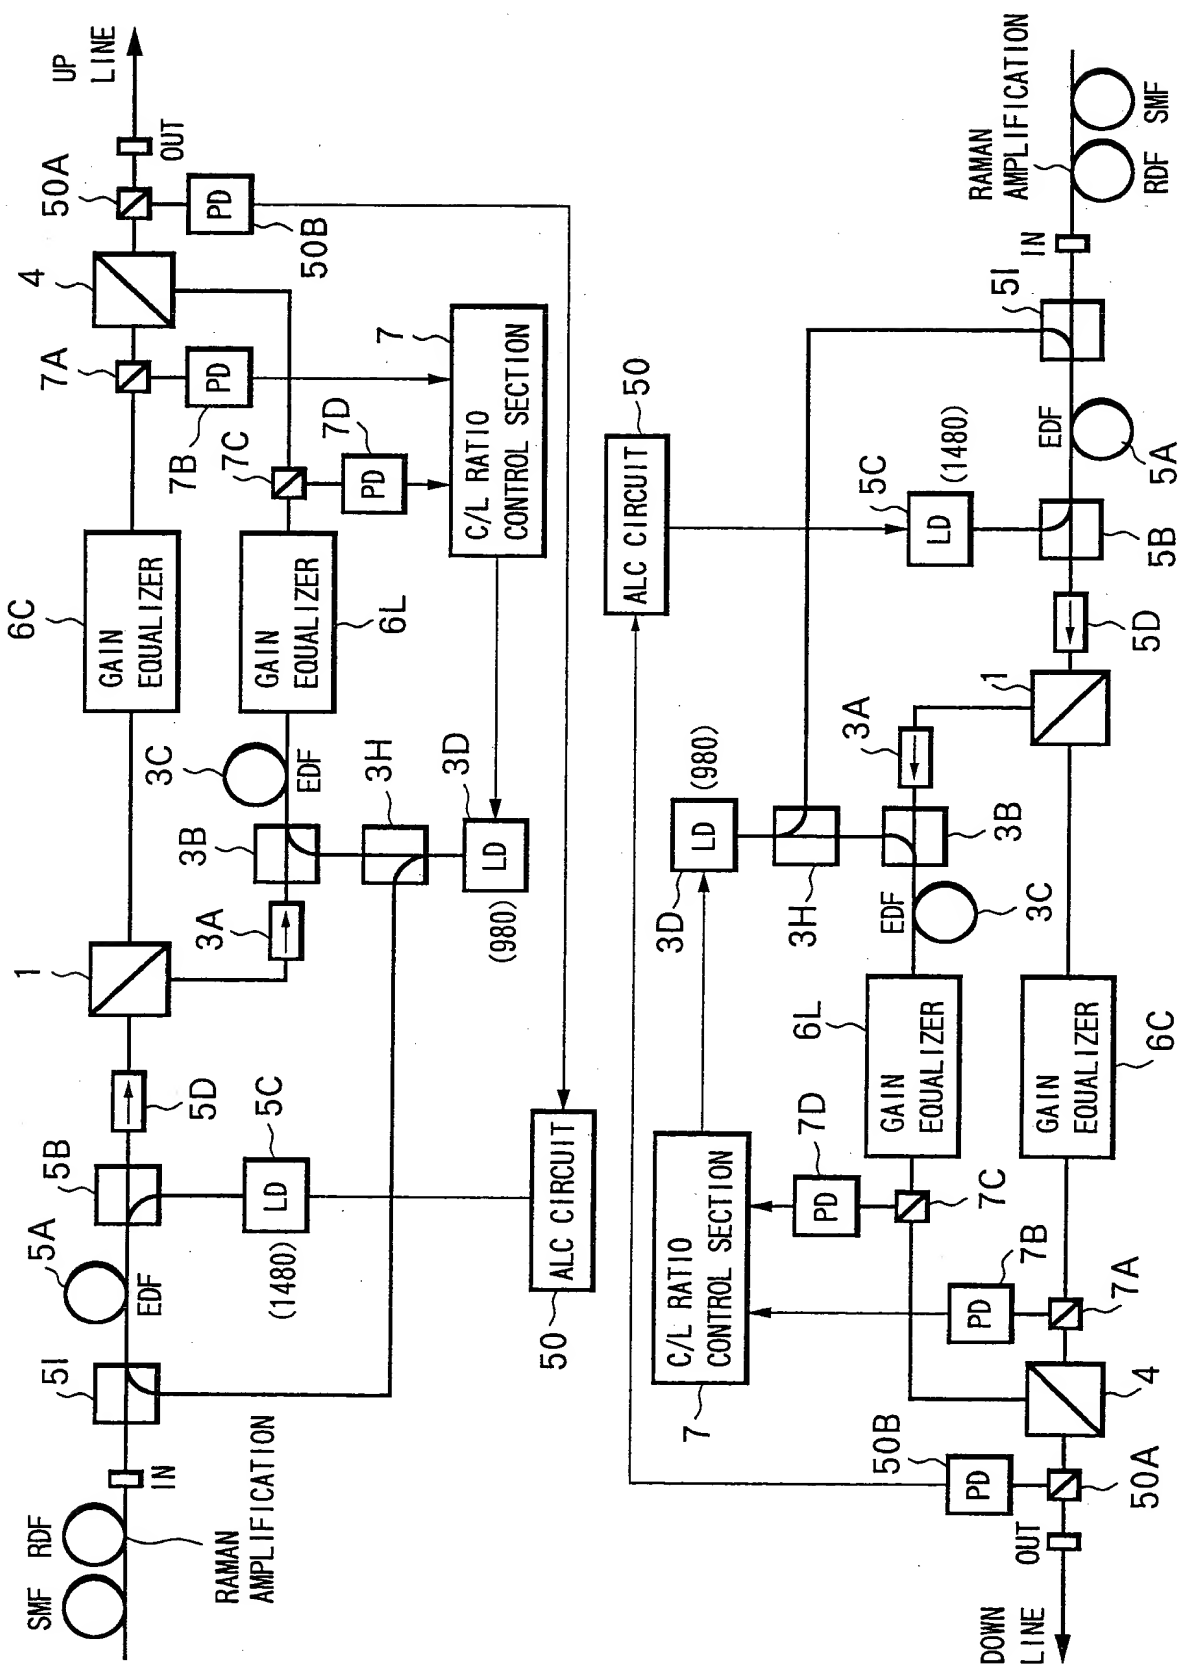 UP
LINE
50A
OUT
PD
50B
4
7A
PD
7B
7
C/L RATIO
CONTROL SECTION
7C
7D
PD
6C
GAIN
EQUALIZER
GAIN
EQUALIZER
6L
3C
EDF
3B
3H
3D
LD
(980)
3A
1
5D
5B
5C
LD
(1480)
5A
EDF
5I
ALC CIRCUIT
50
IN
RDF
SMF
RAMAN
AMPLIFICATION
RAMAN
AMPLIFICATION
SMF
RDF
IN
5I
50
ALC CIRCUIT
5C
(1480)
LD
EDF
5A
5B
5D
1
3A
3D
(980)
LD
3H
3B
EDF
3C
6L
GAIN
EQUALIZER
GAIN
EQUALIZER
6C
7D
PD
7C
C/L RATIO
CONTROL SECTION
7
7B
PD
7A
4
50B
PD
50A
OUT
DOWN
LINE